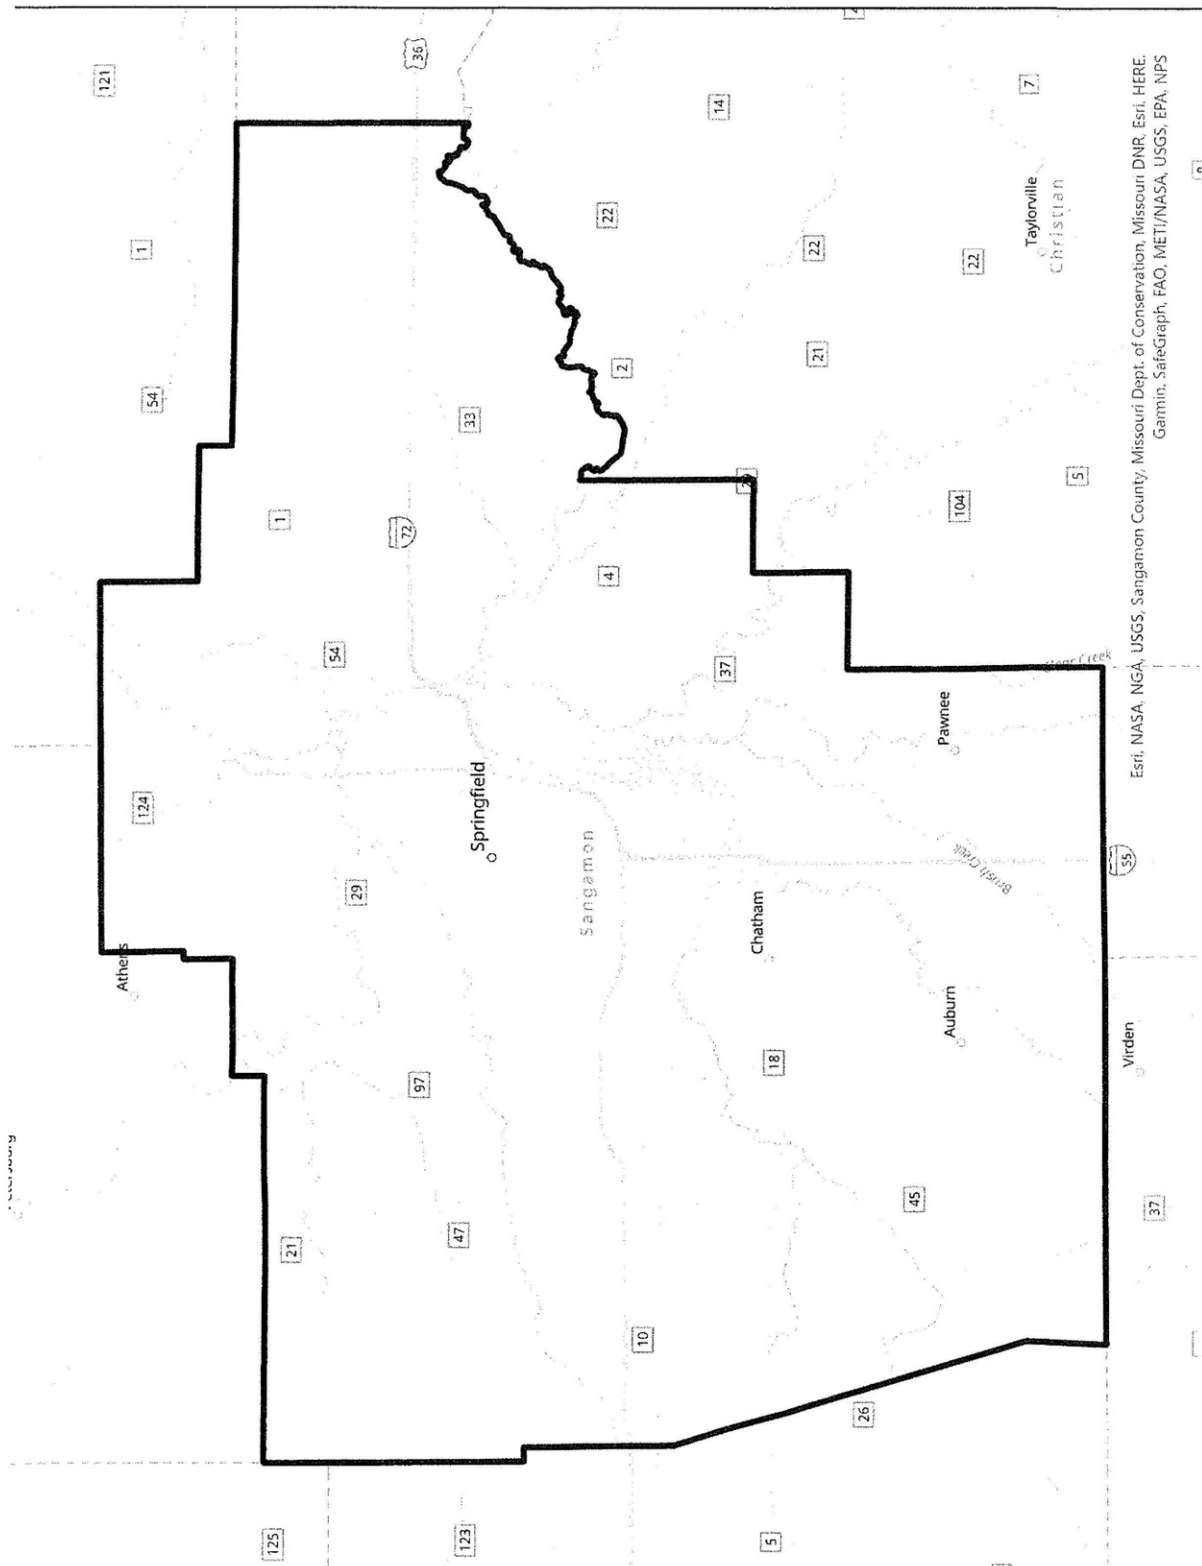 121
Athens
1
124
54
125
1
21
54
29
72
36
97
47
123
33
Springfield
Sangamon
22
4
2
10
14
37
Chatham
5
18
22
21
26
45
Pawnee
Auburn
104
22
Brush Creek
7
Taylorville
Christian
5
Creek
55
Virden
37
Esri, NASA, NGA, USGS, Sangamon County, Missouri Dept. of Conservation, Missouri DNR, Esri, HERE,
Garmin, SafeGraph, FAO, METI/NASA, USGS, EPA, NPS